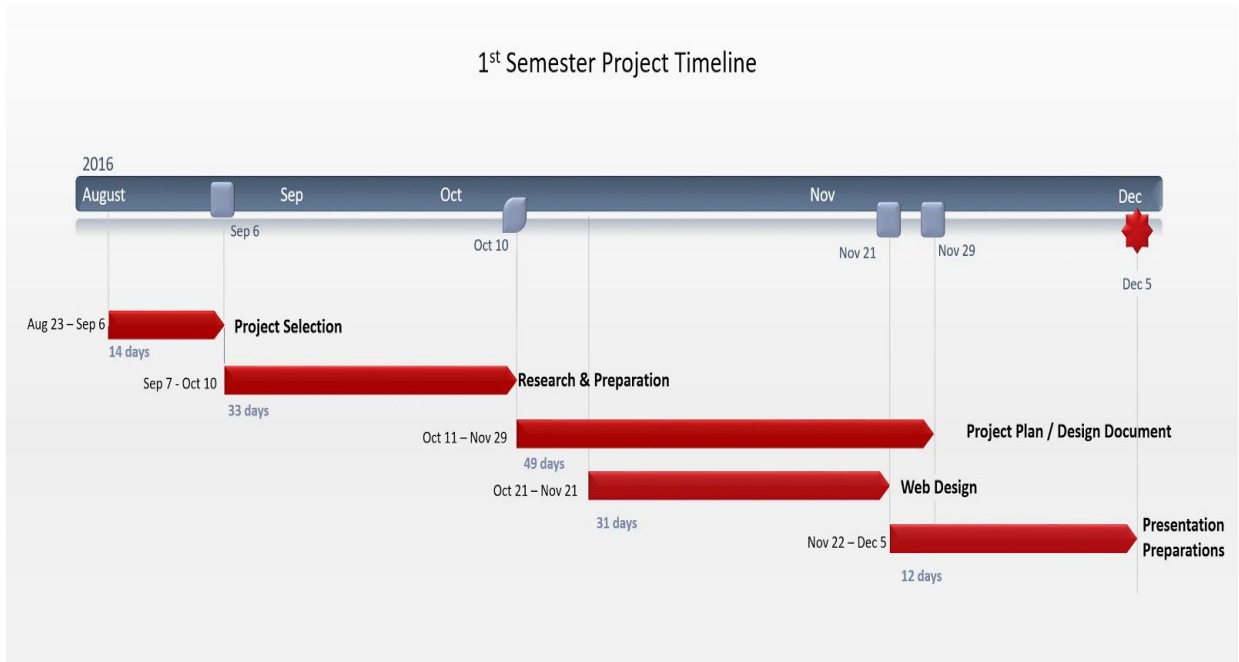 1st Semester Project Timeline
2016
August Sep Oct Nov Dec
Sep 6
Oct 10
Nov 21
Nov 29
Dec 5
Aug 23 – Sep 6
Project Selection
14 days
Sep 7 - Oct 10
Research & Preparation
33 days
Oct 11 – Nov 29
Project Plan / Design Document
49 days
Oct 21 – Nov 21
Web Design
31 days
Nov 22 – Dec 5
Presentation
Preparations
12 days